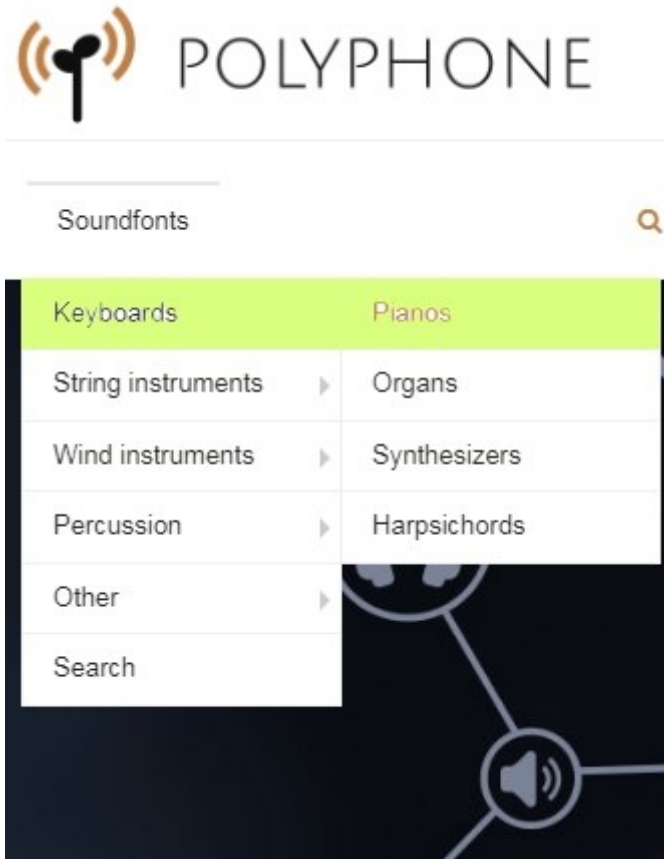 POLYPHONE
Soundfonts
Keyboards
Pianos
String instruments
Organs
Wind instruments
Synthesizers
Percussion
Harpsichords
Other
Search